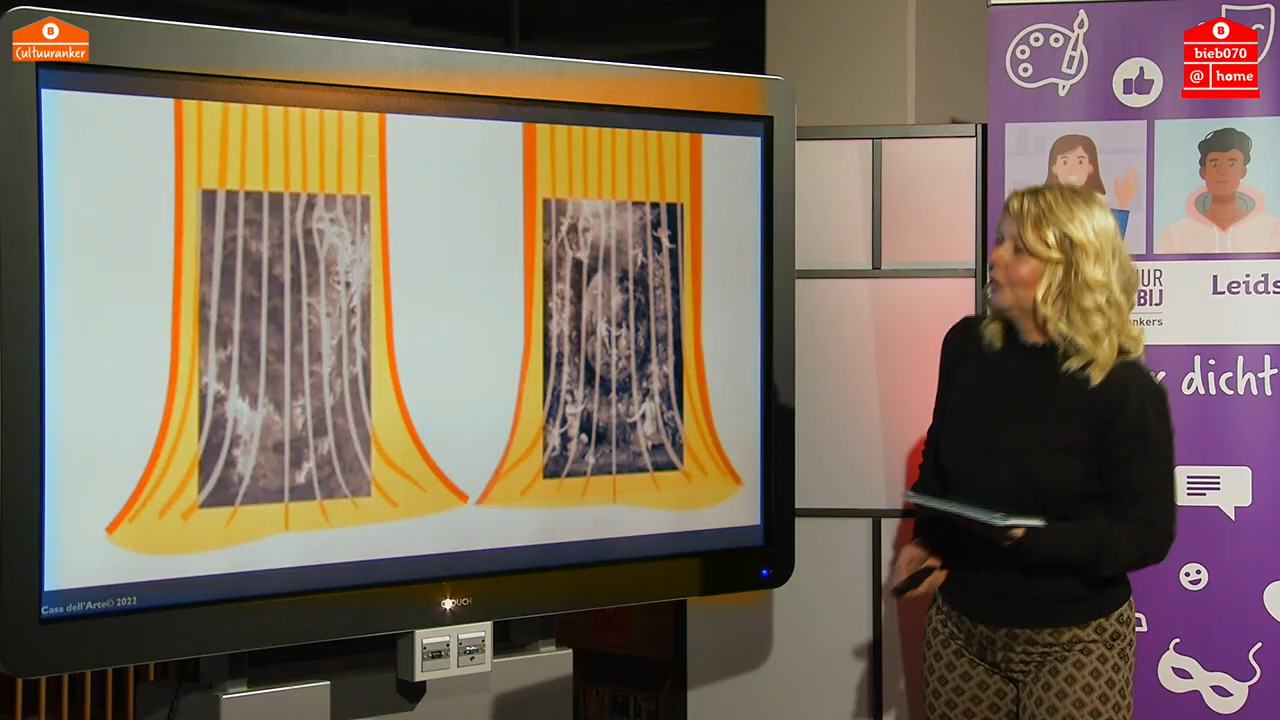 B
Cultuuranker
B
bieb070
@ home
UR
BIJ
Leids
nkers
dicht
Casa dell'Arte© 2022
TOUCH